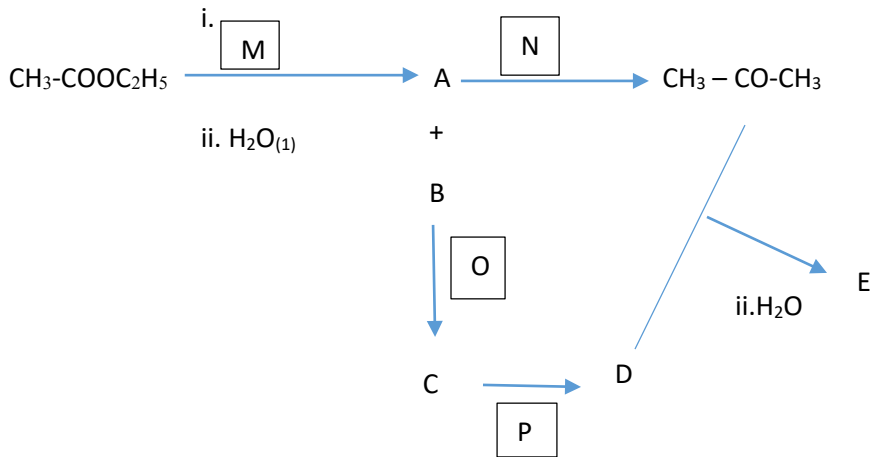 i.
M
N
CH₃-COOC₂H₅
A
CH₃ – CO-CH₃
ii. H₂O₍₁₎
+
B
O
E
ii.H₂O
C
D
P